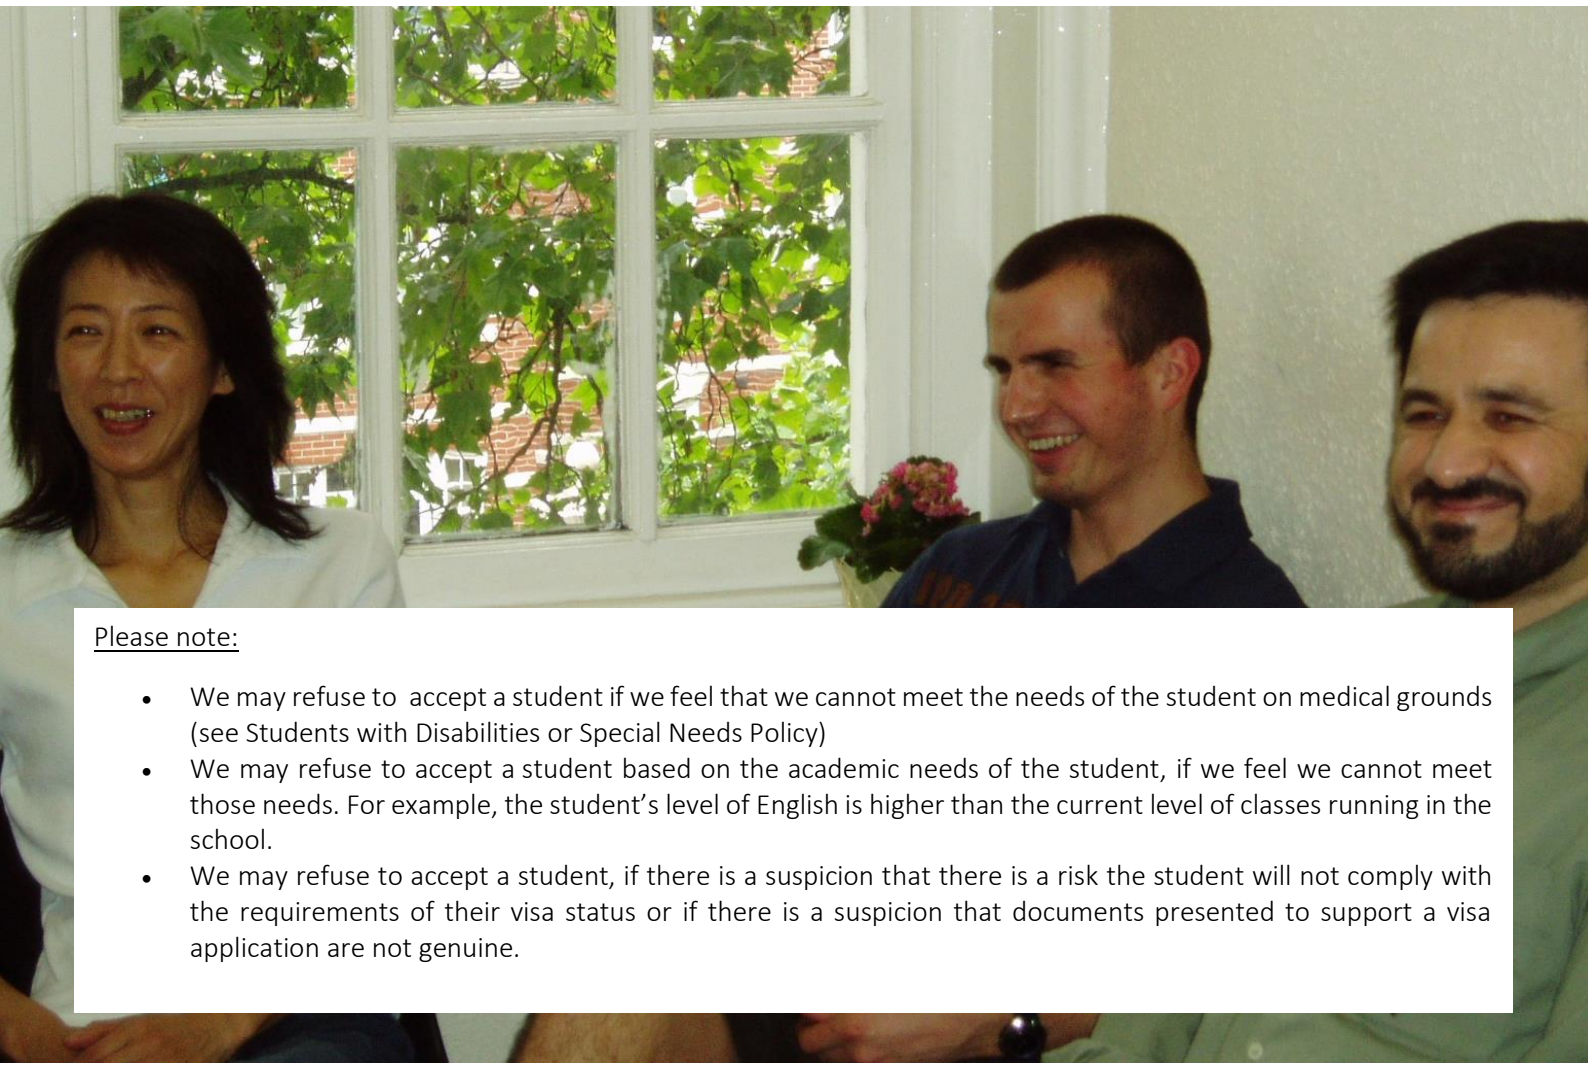 Please note:
• We may refuse to accept a student if we feel that we cannot meet the needs of the student on medical grounds
(see Students with Disabilities or Special Needs Policy)
• We may refuse to accept a student based on the academic needs of the student, if we feel we cannot meet
those needs. For example, the student’s level of English is higher than the current level of classes running in the
school.
• We may refuse to accept a student, if there is a suspicion that there is a risk the student will not comply with
the requirements of their visa status or if there is a suspicion that documents presented to support a visa
application are not genuine.